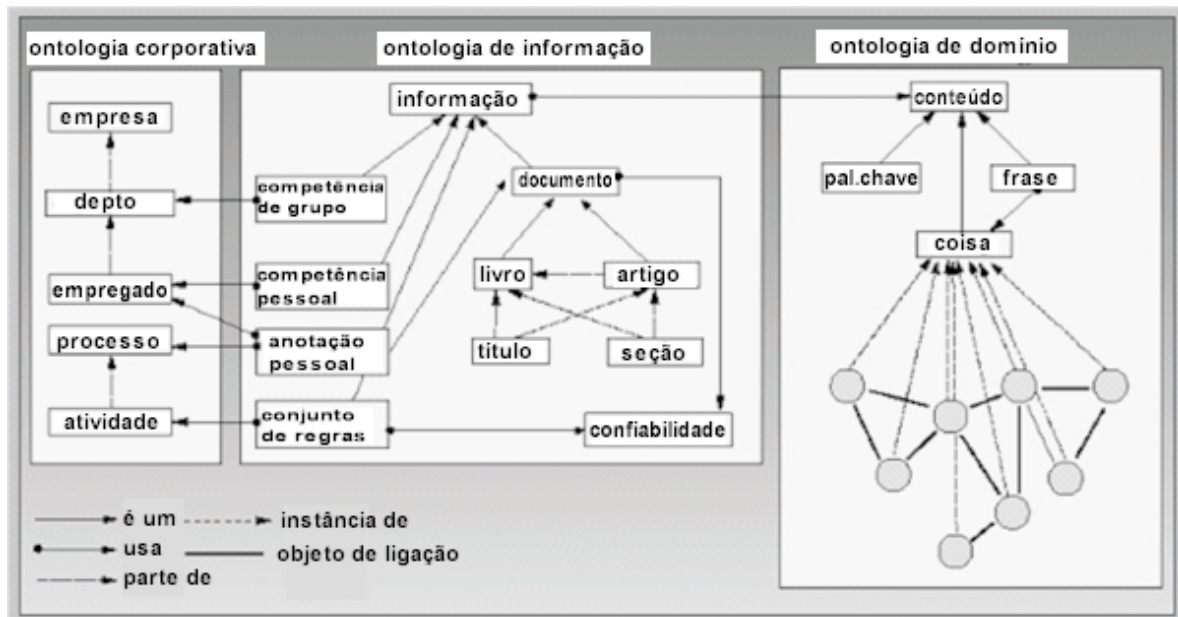 ontologia corporativa
ontologia de informação
ontologia de domínio
empresa
depto
empregado
processo
atividade
informação
competência
de grupo
competência
pessoal
anotação
pessoal
conjunto
de regras
documento
livro
artigo
título
seção
confiabilidade
conteúdo
pal.chave
frase
coisa
é um
instância de
usa
objeto de ligação
parte de